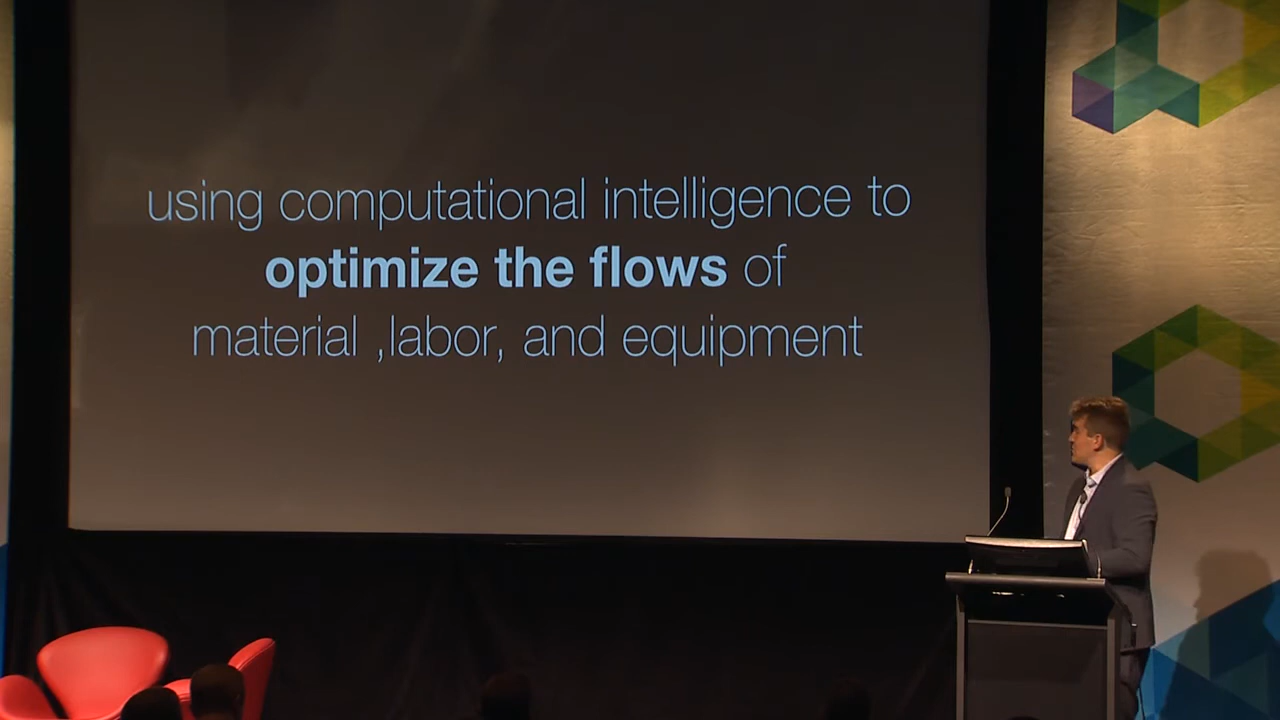 using computational intelligence to
optimize the flows of
material ,labor, and equipment